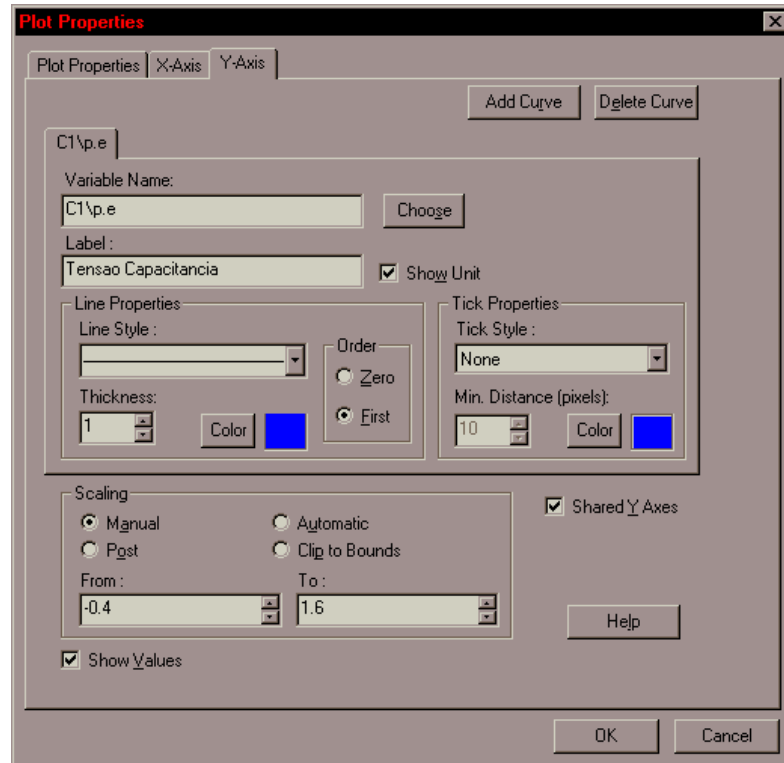 Plot Properties
Plot Properties X-Axis Y-Axis
Add Curve Delete Curve
C1\p.e
Variable Name:
C1\p.e Choose
Label :
Tensao Capacitancia Show Unit
Line Properties Tick Properties
Line Style : Tick Style :
Order
None
Zero
Thickness: Min. Distance (pixels):
First
1 Color 10 Color
Scaling
Manual Automatic Shared Y Axes
Post Clip to Bounds
From : To :
-0.4 1.6
Help
Show Values
OK Cancel